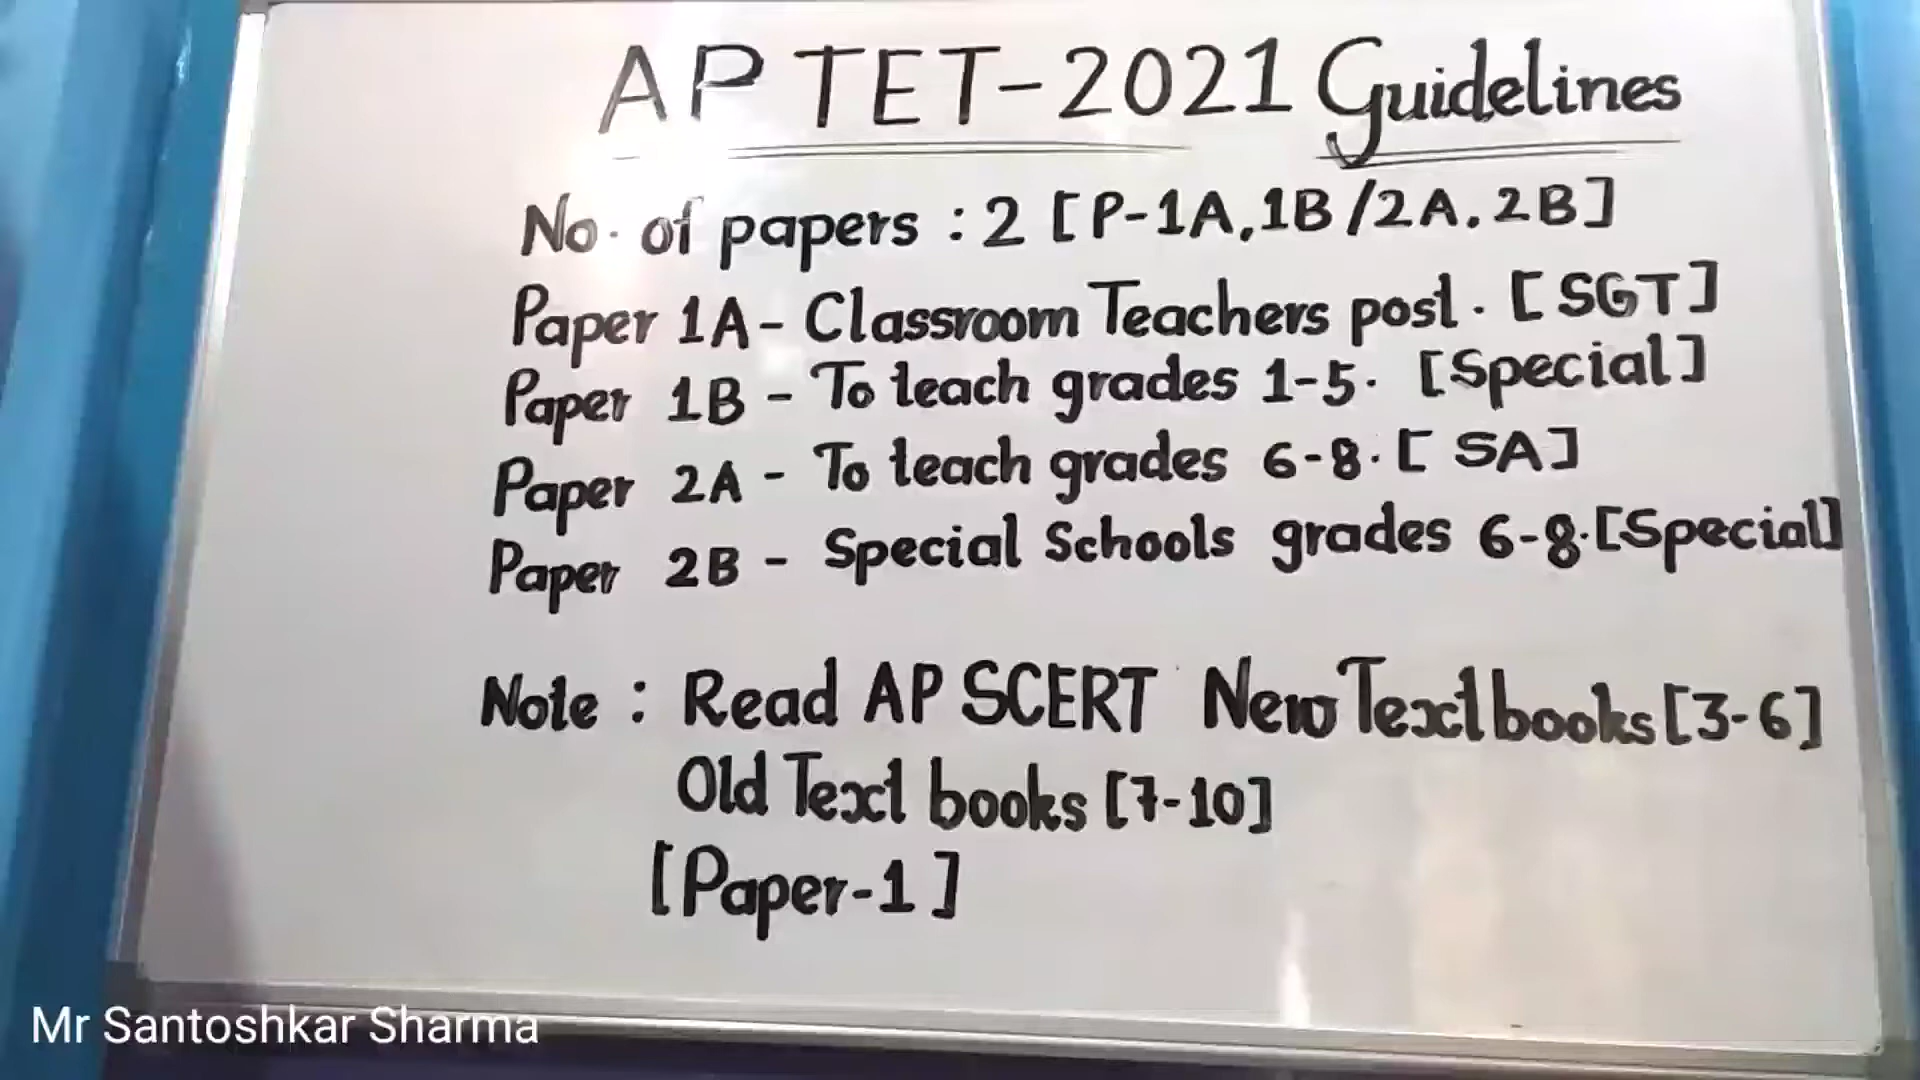 AP TET-2021 Guidelines
No. of papers : 2 [P-1A,1B/2A.2B]
Paper 1A - Classroom Teachers post. [SGT]
Paper 1B - To teach grades 1-5. [Special]
Paper 2A - To teach grades 6-8. [SA]
Paper 2B - Special Schools grades 6-8.[Special]
Note : Read AP SCERT New Textbooks [3-6]
Old Text books [7-10]
[Paper-1]
Mr Santoshkar Sharma